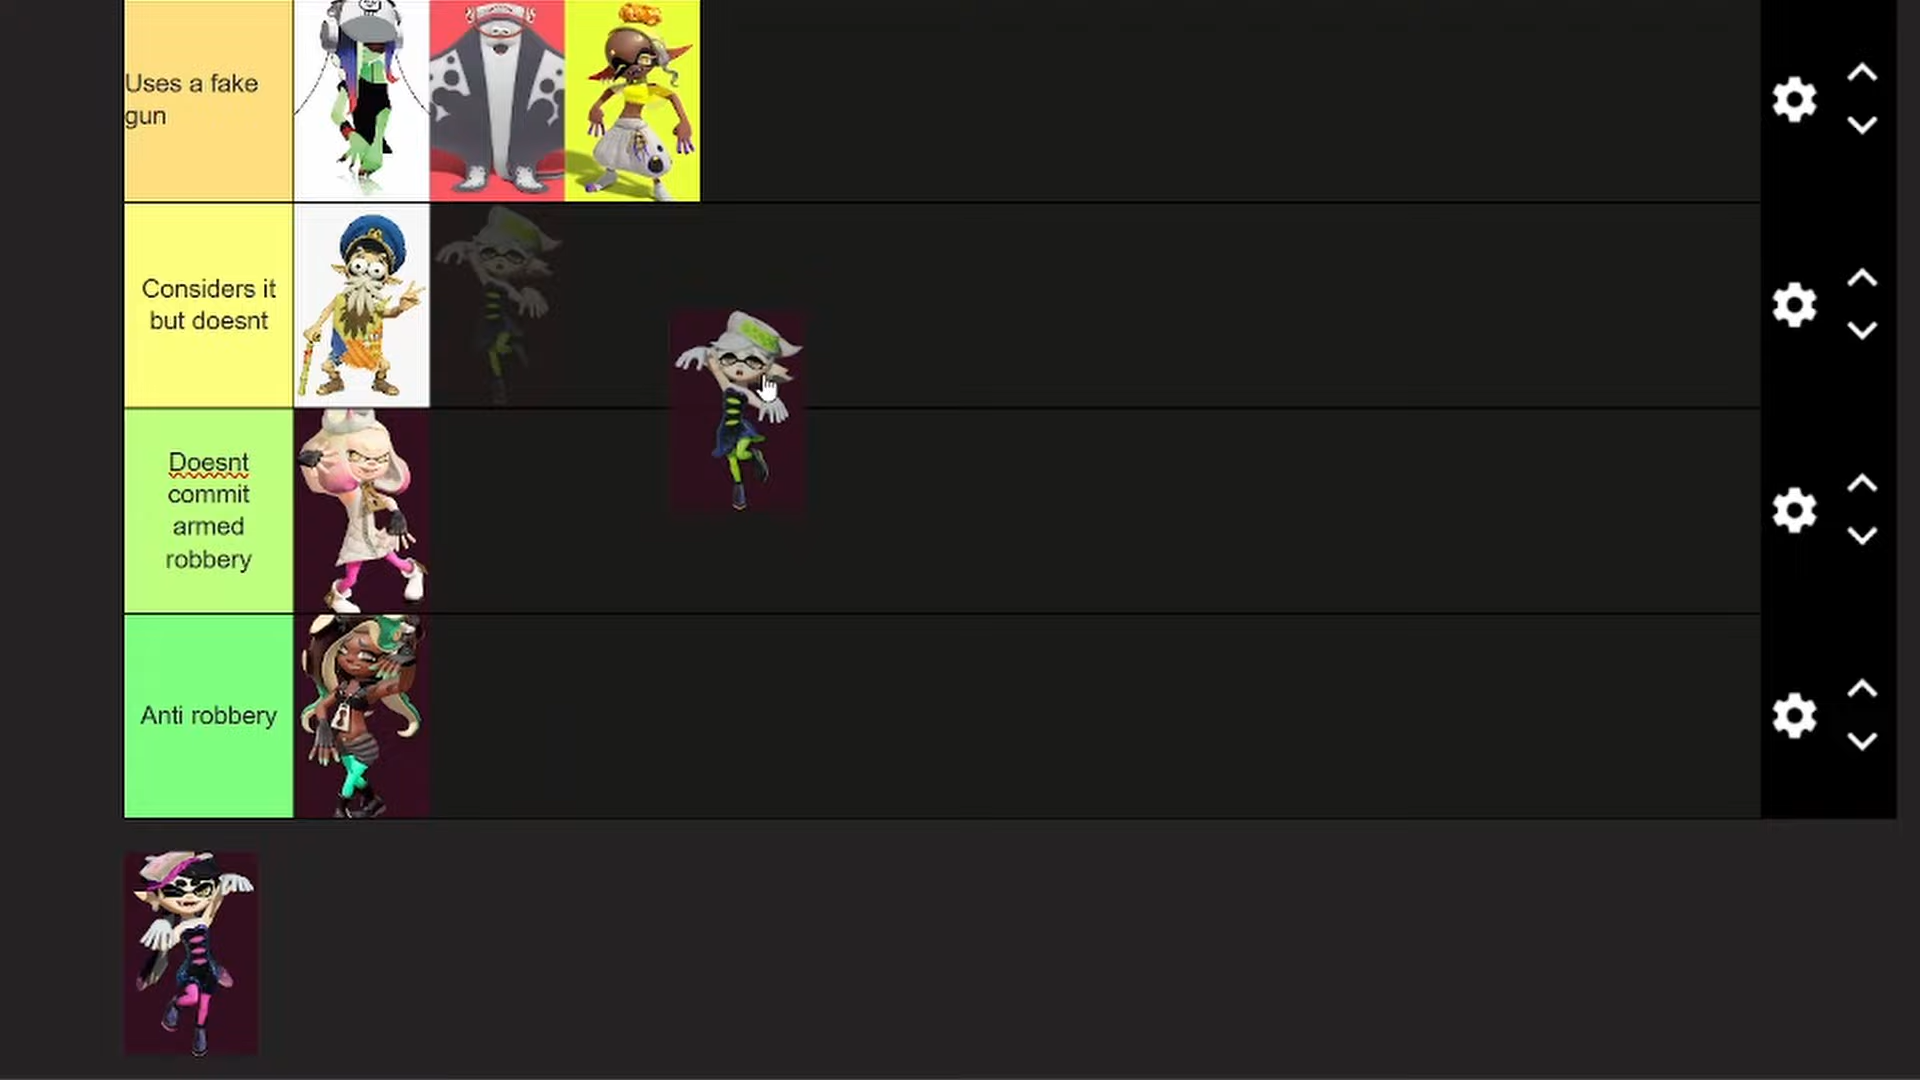 Uses a fake
gun
Considers it
but doesnt
Doesnt
commit
armed
robbery
Anti robbery